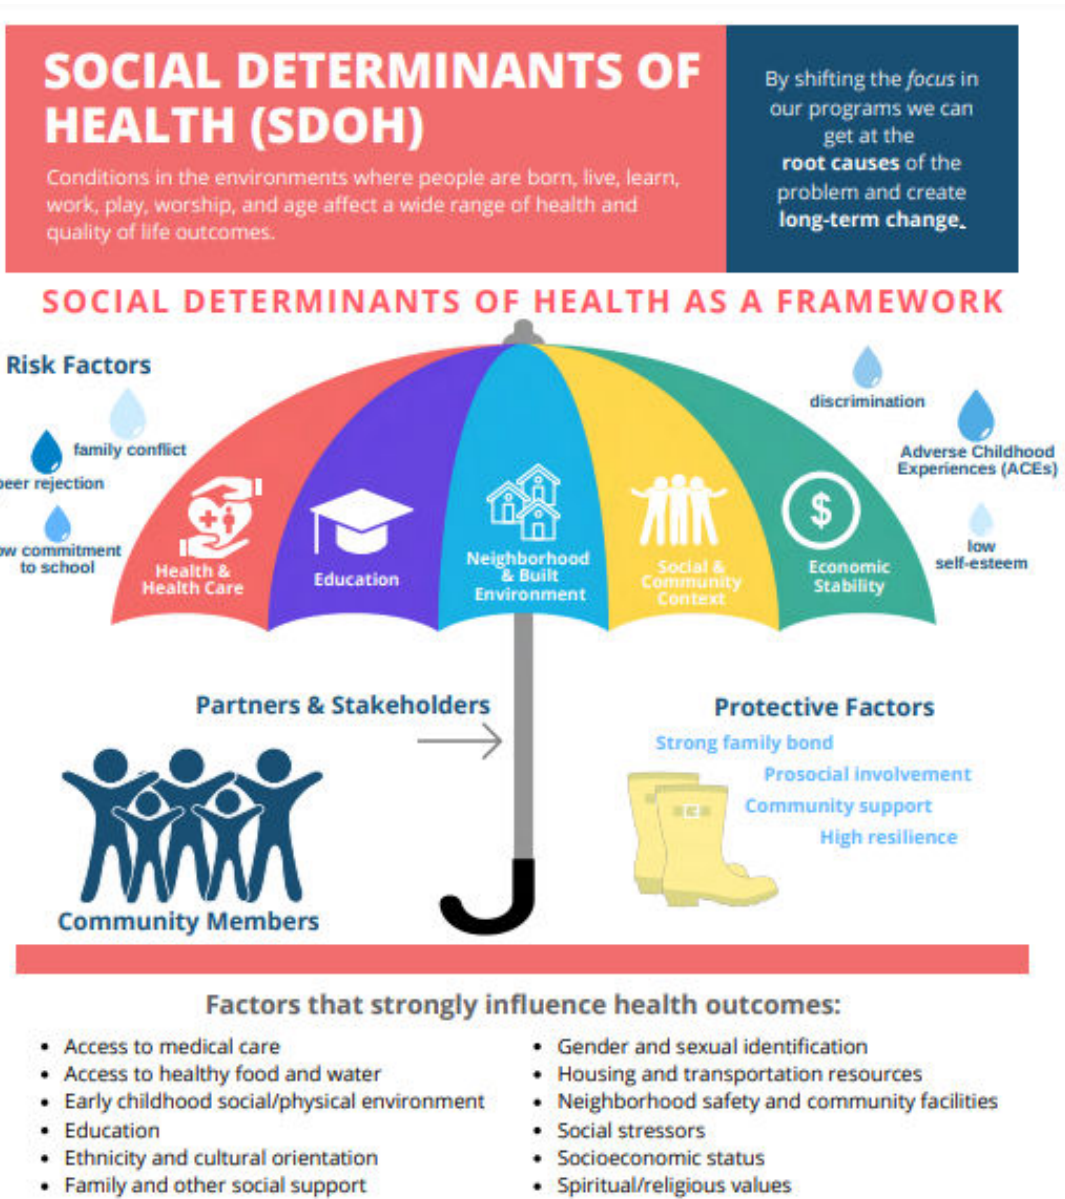 SOCIAL DETERMINANTS OF
HEALTH (SDOH)
Conditions in the environments where people are born, live, learn,
work, play, worship, and age affect a wide range of health and
quality of life outcomes.
By shifting the focus in
our programs we can
get at the
root causes of the
problem and create
long-term change.
SOCIAL DETERMINANTS OF HEALTH AS A FRAMEWORK
Risk Factors
family conflict
peer rejection
ow commitment
to school
discrimination
Adverse Childhood
Experiences (ACEs)
low
self-esteem
Health &
Health Care
Education
Neighborhood
& Built
Environment
Social &
Community
Context
$
Economic
Stability
Partners & Stakeholders
Community Members
Protective Factors
Strong family bond
Prosocial involvement
Community support
High resilience
Factors that strongly influence health outcomes:
• Access to medical care
• Access to healthy food and water
• Early childhood social/physical environment
• Education
• Ethnicity and cultural orientation
• Family and other social support
• Gender and sexual identification
• Housing and transportation resources
• Neighborhood safety and community facilities
• Social stressors
• Socioeconomic status
• Spiritual/religious values